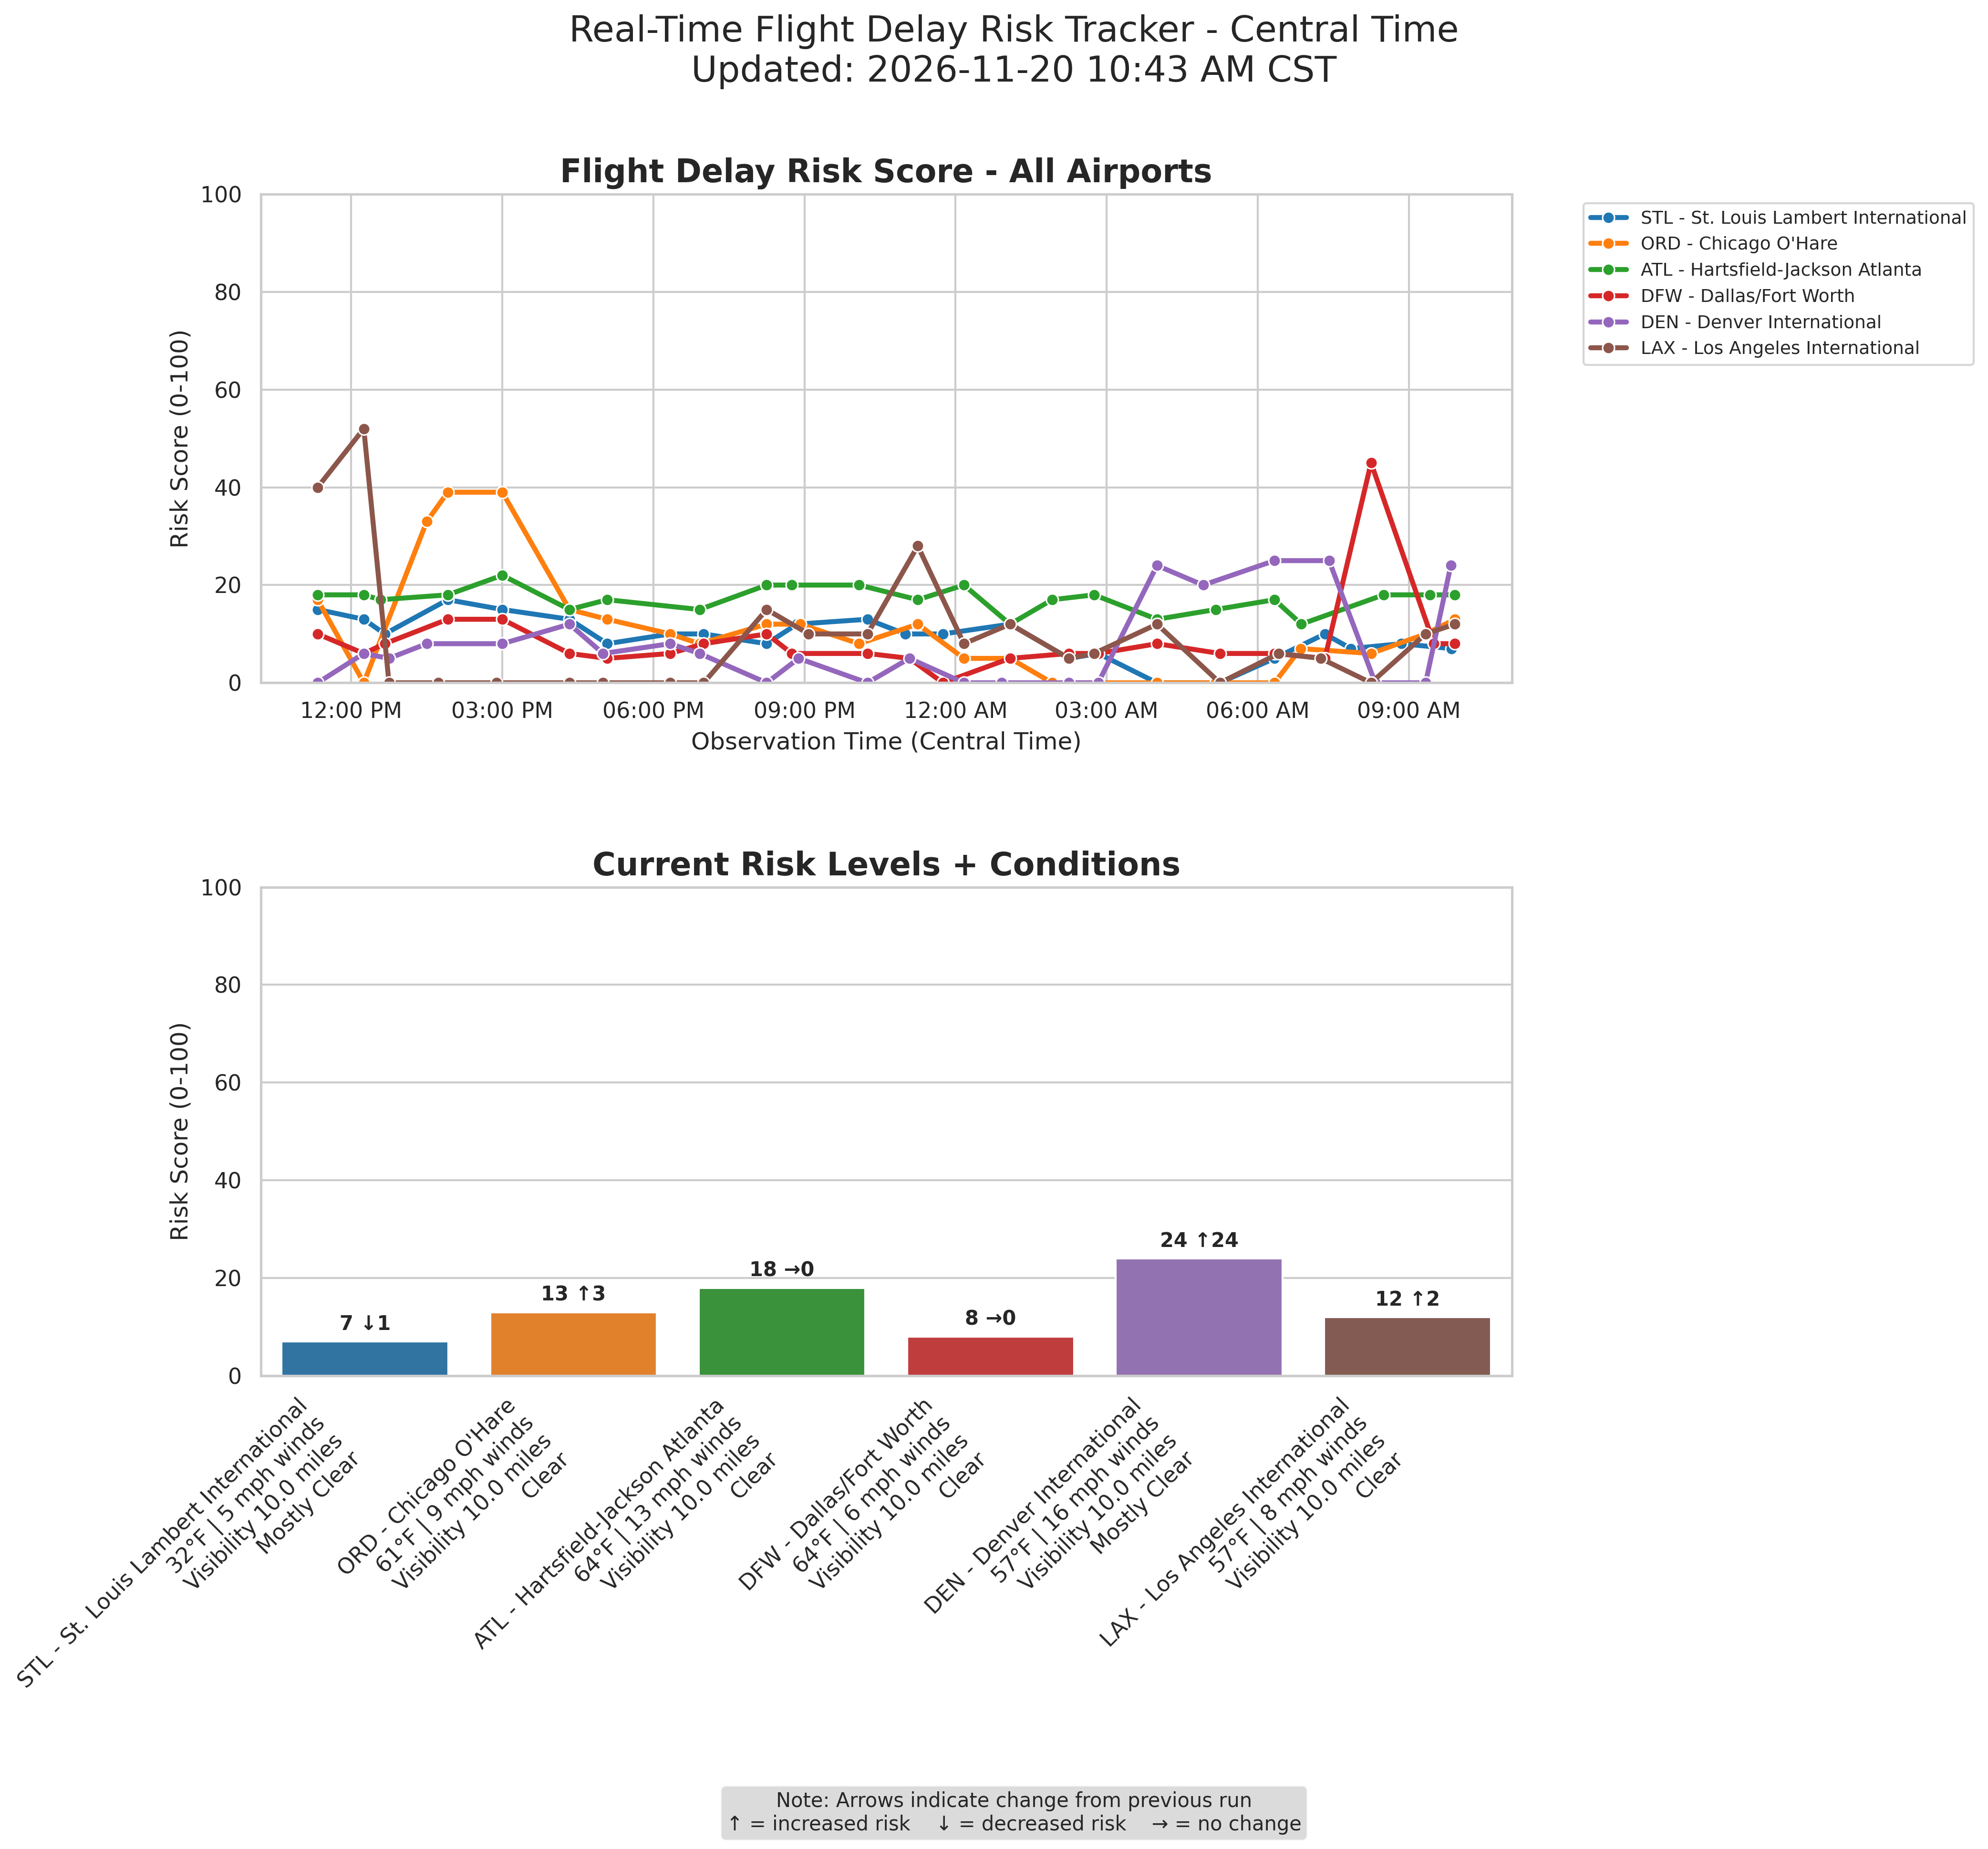 Real-Time Flight Delay Risk Tracker - Central Time
Updated: 2026-11-20 10:43 AM CST
Flight Delay Risk Score - All Airports
100
80
60
40
20
0
Risk Score (0-100)
12:00 PM
03:00 PM
06:00 PM
09:00 PM
12:00 AM
03:00 AM
06:00 AM
09:00 AM
Observation Time (Central Time)
STL - St. Louis Lambert International
ORD - Chicago O'Hare
ATL - Hartsfield-Jackson Atlanta
DFW - Dallas/Fort Worth
DEN - Denver International
LAX - Los Angeles International
Current Risk Levels + Conditions
100
80
60
40
20
0
Risk Score (0-100)
7 ↓1
13 ↑3
18 →0
8 →0
24 ↑24
12 ↑2
STL - St. Louis Lambert International
32°F | 5 mph winds
Visibility 10.0 miles
Mostly Clear
ORD - Chicago O'Hare
61°F | 9 mph winds
Visibility 10.0 miles
Clear
ATL - Hartsfield-Jackson Atlanta
64°F | 13 mph winds
Visibility 10.0 miles
Clear
DFW - Dallas/Fort Worth
64°F | 6 mph winds
Visibility 10.0 miles
Clear
DEN - Denver International
57°F | 16 mph winds
Visibility 10.0 miles
Mostly Clear
LAX - Los Angeles International
57°F | 8 mph winds
Visibility 10.0 miles
Clear
Note: Arrows indicate change from previous run
↑ = increased risk ↓ = decreased risk → = no change